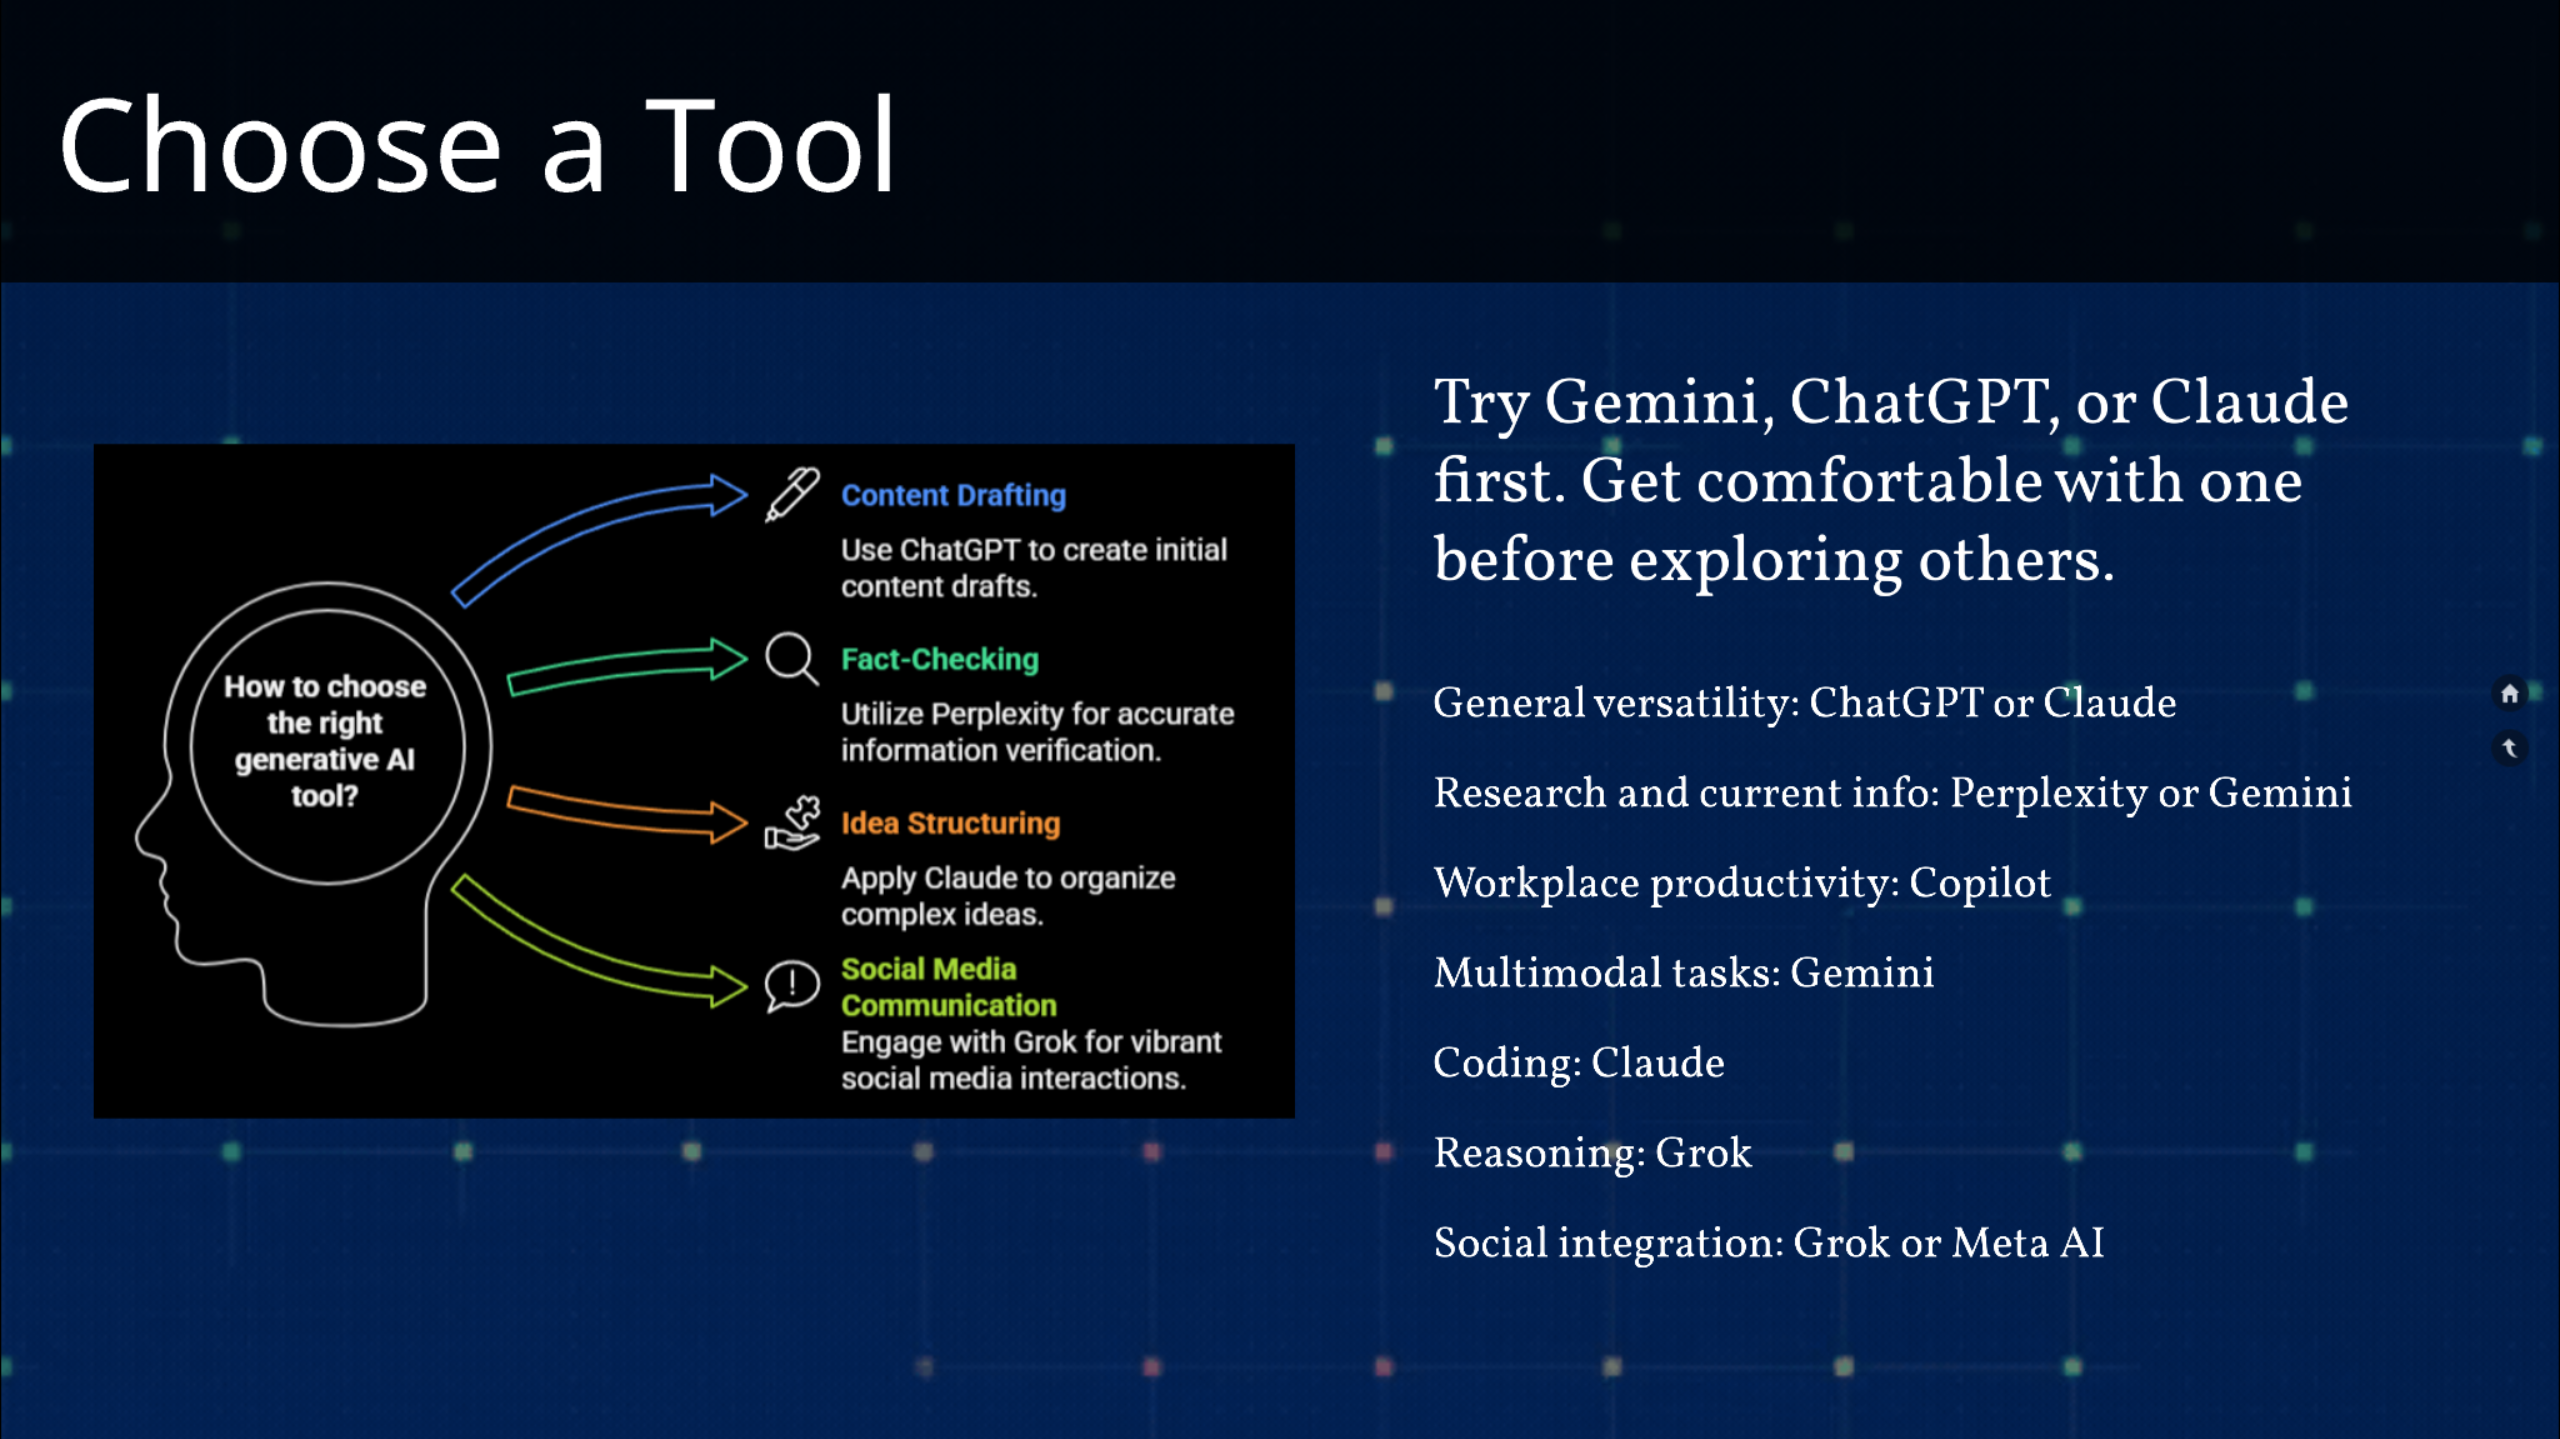 Choose a Tool
How to choose
the right
generative AI
tool?
Content Drafting
Use ChatGPT to create initial
content drafts.
Fact-Checking
Utilize Perplexity for accurate
information verification.
Idea Structuring
Apply Claude to organize
complex ideas.
Social Media
Communication
Engage with Grok for vibrant
social media interactions.
Try Gemini, ChatGPT, or Claude
first. Get comfortable with one
before exploring others.
General versatility: ChatGPT or Claude
Research and current info: Perplexity or Gemini
Workplace productivity: Copilot
Multimodal tasks: Gemini
Coding: Claude
Reasoning: Grok
Social integration: Grok or Meta AI